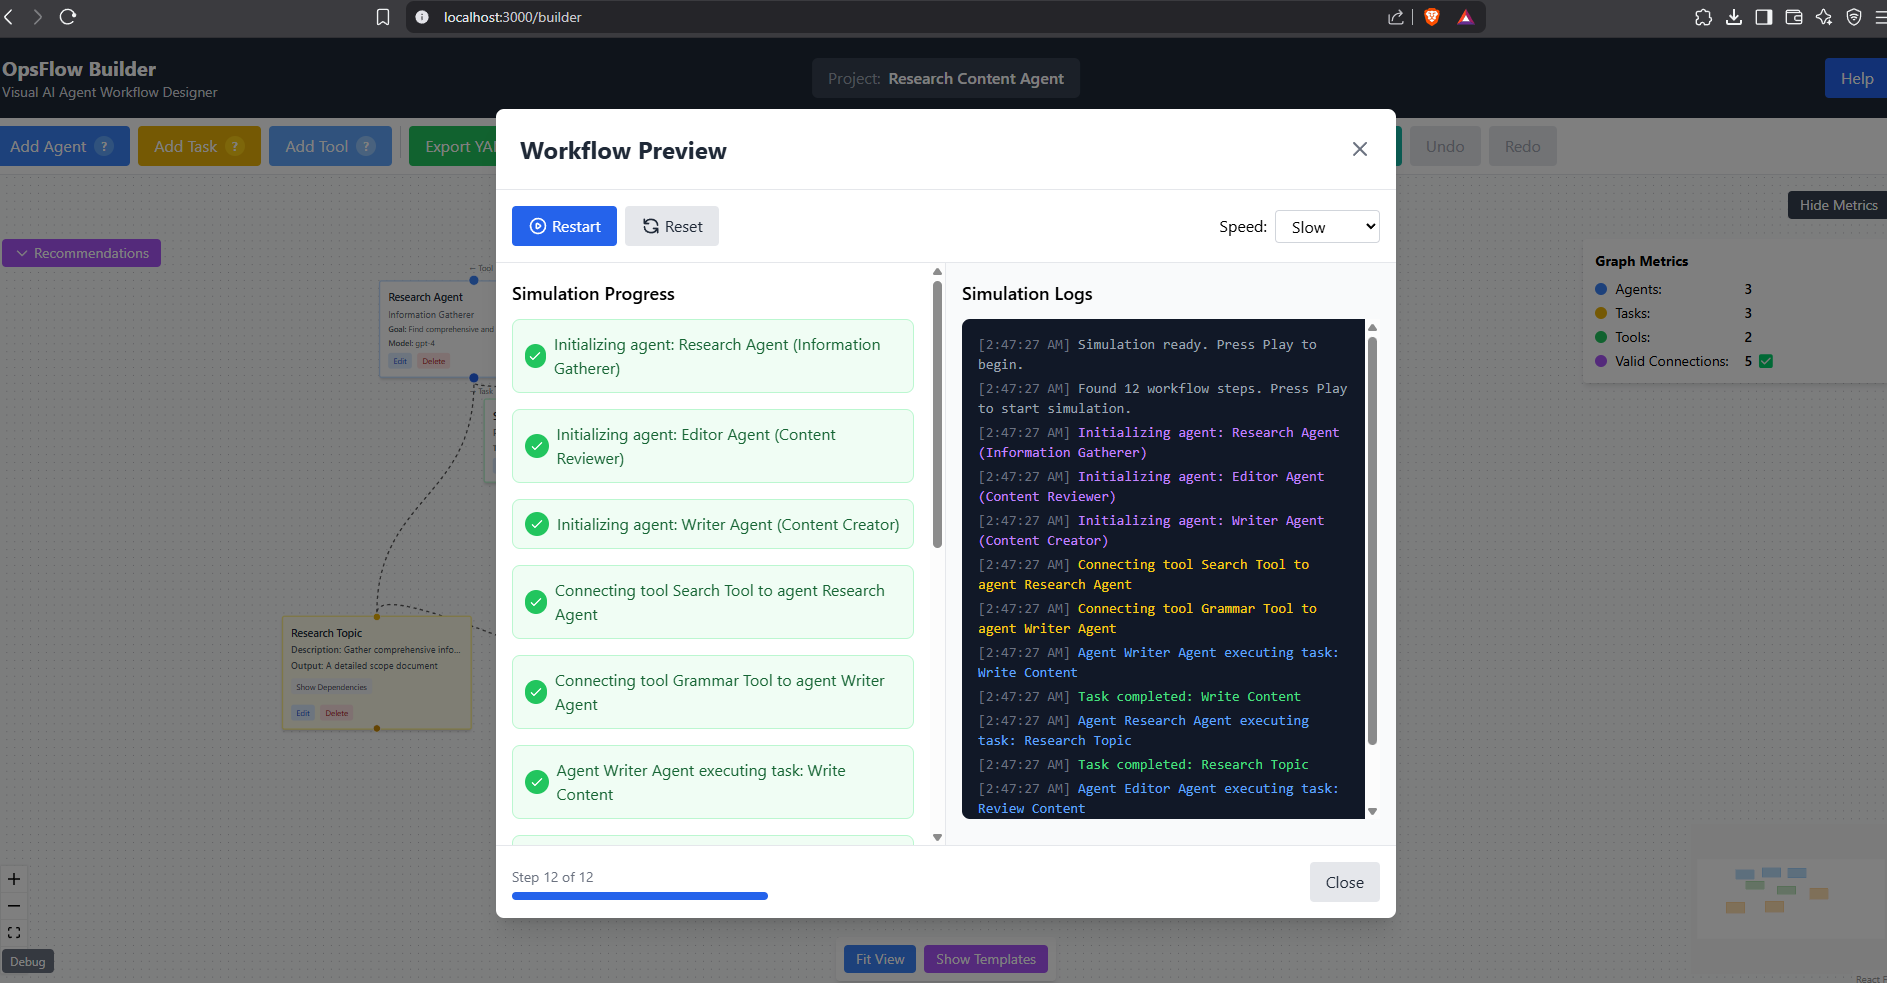 localhost:3000/builder
OpsFlow Builder
Visual AI Agent Workflow Designer
Project: Research Content Agent
Help
Add Agent ?
Add Task ?
Add Tool ?
Export YA
Undo
Redo
Hide Metrics
Recommendations
Graph Metrics
Agents: 3
Tasks: 3
Tools: 2
Valid Connections: 5
← Tool
Research Agent
Information Gatherer
Goal: Find comprehensive and
Model: gpt-4
Edit
Delete
Task
Research Topic
Description: Gather comprehensive info...
Output: A detailed scope document
Show Dependencies
Edit
Delete
Workflow Preview
Restart
Reset
Speed: Slow
Simulation Progress
Initializing agent: Research Agent (Information
Gatherer)
Initializing agent: Editor Agent (Content
Reviewer)
Initializing agent: Writer Agent (Content Creator)
Connecting tool Search Tool to agent Research
Agent
Connecting tool Grammar Tool to agent Writer
Agent
Agent Writer Agent executing task: Write
Content
Simulation Logs
[2:47:27 AM] Simulation ready. Press Play to
begin.
[2:47:27 AM] Found 12 workflow steps. Press Play
to start simulation.
[2:47:27 AM] Initializing agent: Research Agent
(Information Gatherer)
[2:47:27 AM] Initializing agent: Editor Agent
(Content Reviewer)
[2:47:27 AM] Initializing agent: Writer Agent
(Content Creator)
[2:47:27 AM] Connecting tool Search Tool to
agent Research Agent
[2:47:27 AM] Connecting tool Grammar Tool to
agent Writer Agent
[2:47:27 AM] Agent Writer Agent executing task:
Write Content
[2:47:27 AM] Task completed: Write Content
[2:47:27 AM] Agent Research Agent executing
task: Research Topic
[2:47:27 AM] Task completed: Research Topic
[2:47:27 AM] Agent Editor Agent executing task:
Review Content
Step 12 of 12
Close
Debug
Fit View
Show Templates
React F